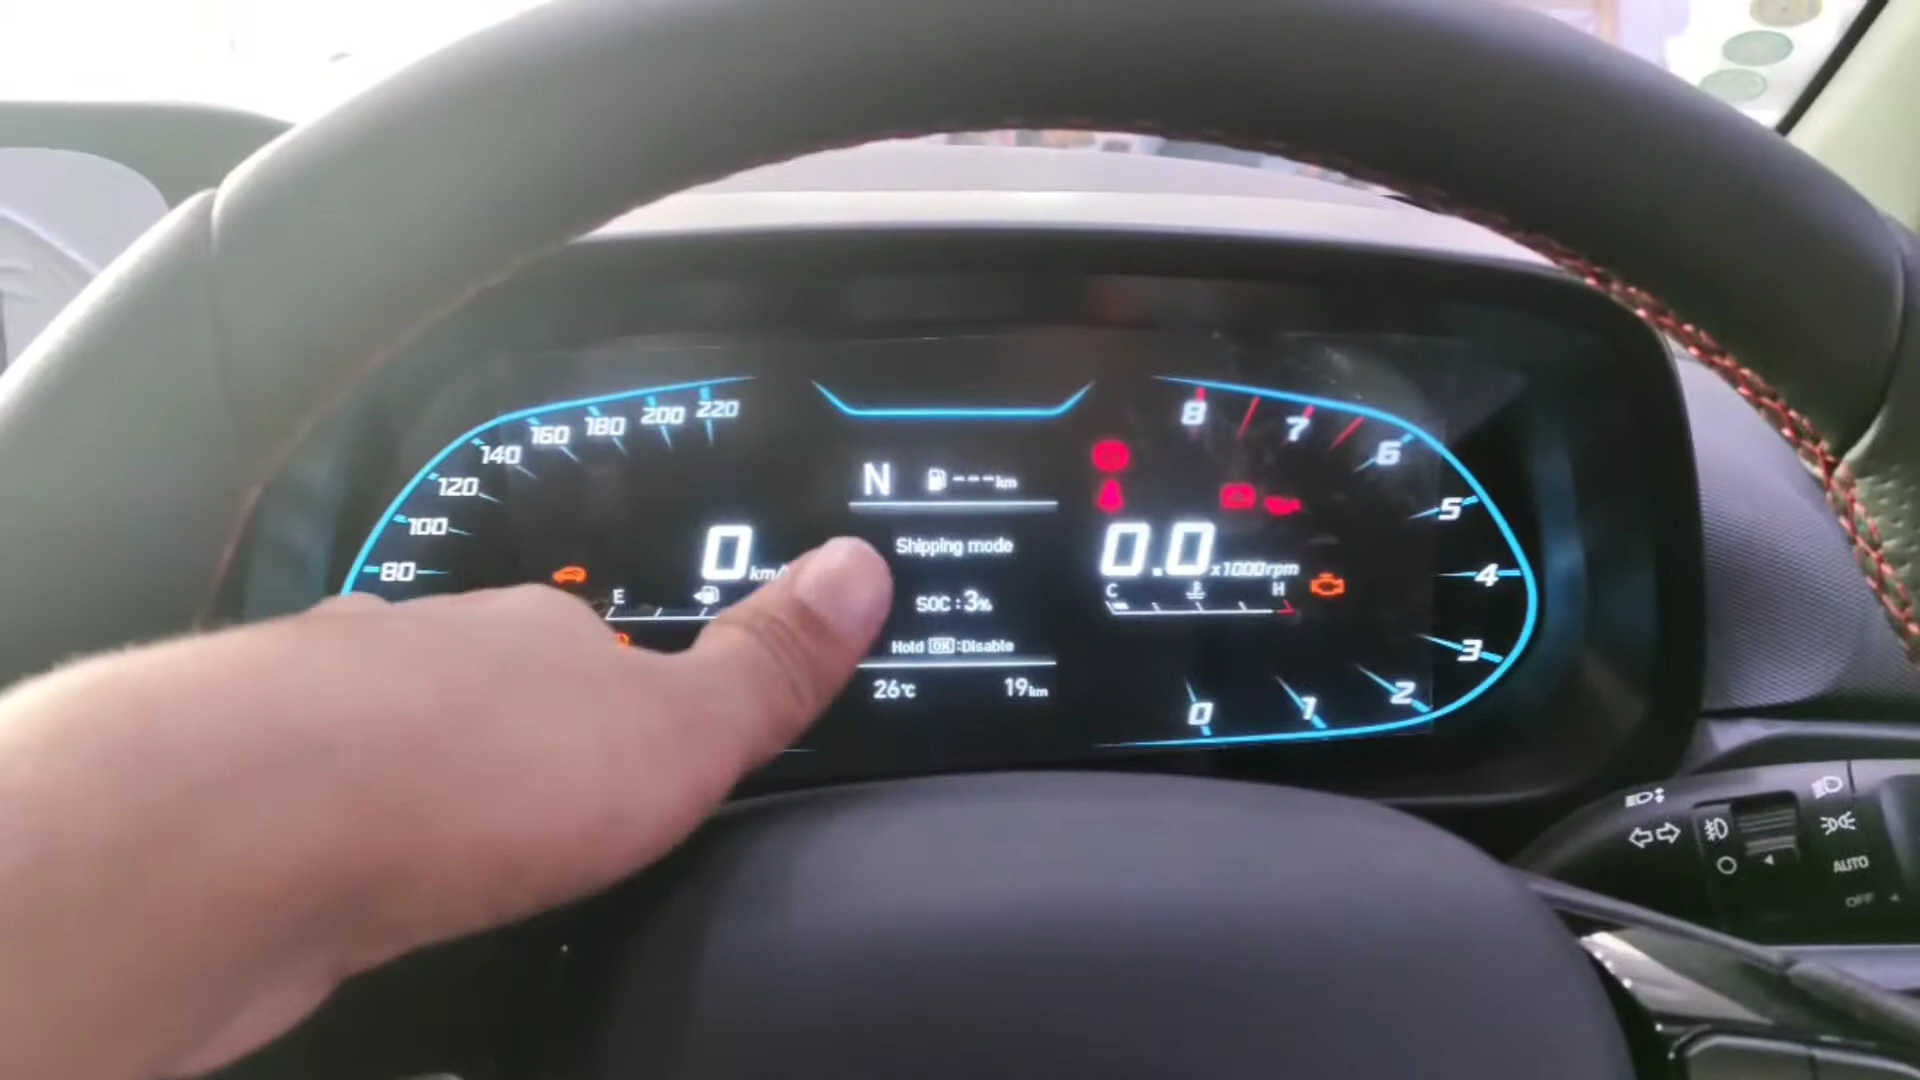 220
200
180
160
140
120
100
80
0 km/
E
N --- km
Shipping mode
SOC : 3%
Hold OK :Disable
26°C 19km
8
7
6
5
4
3
2
1
0
0.0 x1000rpm
C H
AUTO
OFF